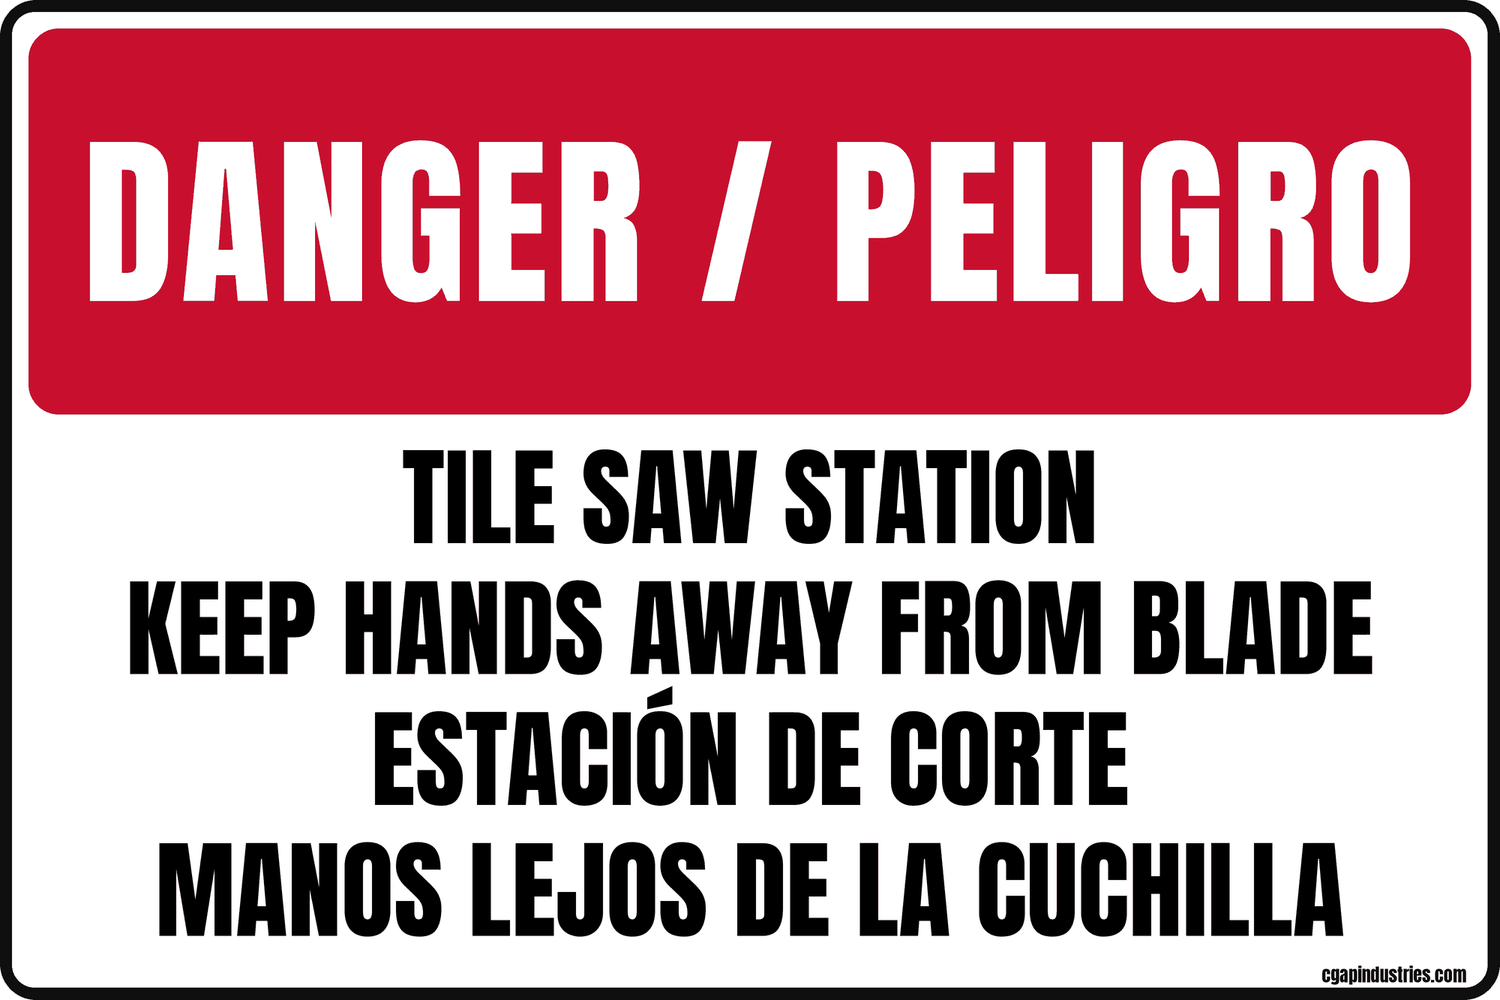 DANGER / PELIGRO
TILE SAW STATION
KEEP HANDS AWAY FROM BLADE
ESTACIÓN DE CORTE
MANOS LEJOS DE LA CUCHILLA
cgapindustries.com